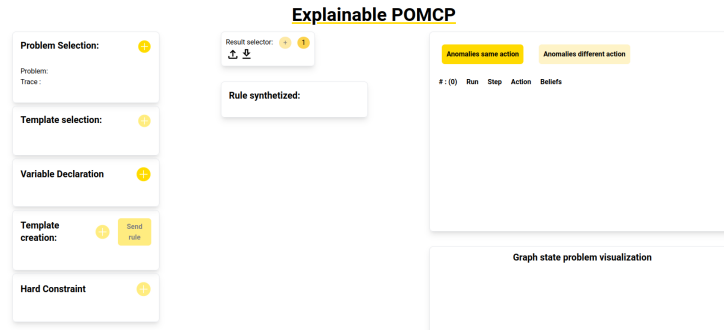 Explainable POMCP
Problem Selection:
Problem:
Trace :
Template selection:
Variable Declaration
Template
creation:
Send
rule
Hard Constraint
Result selector:
+
1
Rule synthetized:
Anomalies same action
Anomalies different action
# : (0) Run Step Action Beliefs
Graph state problem visualization